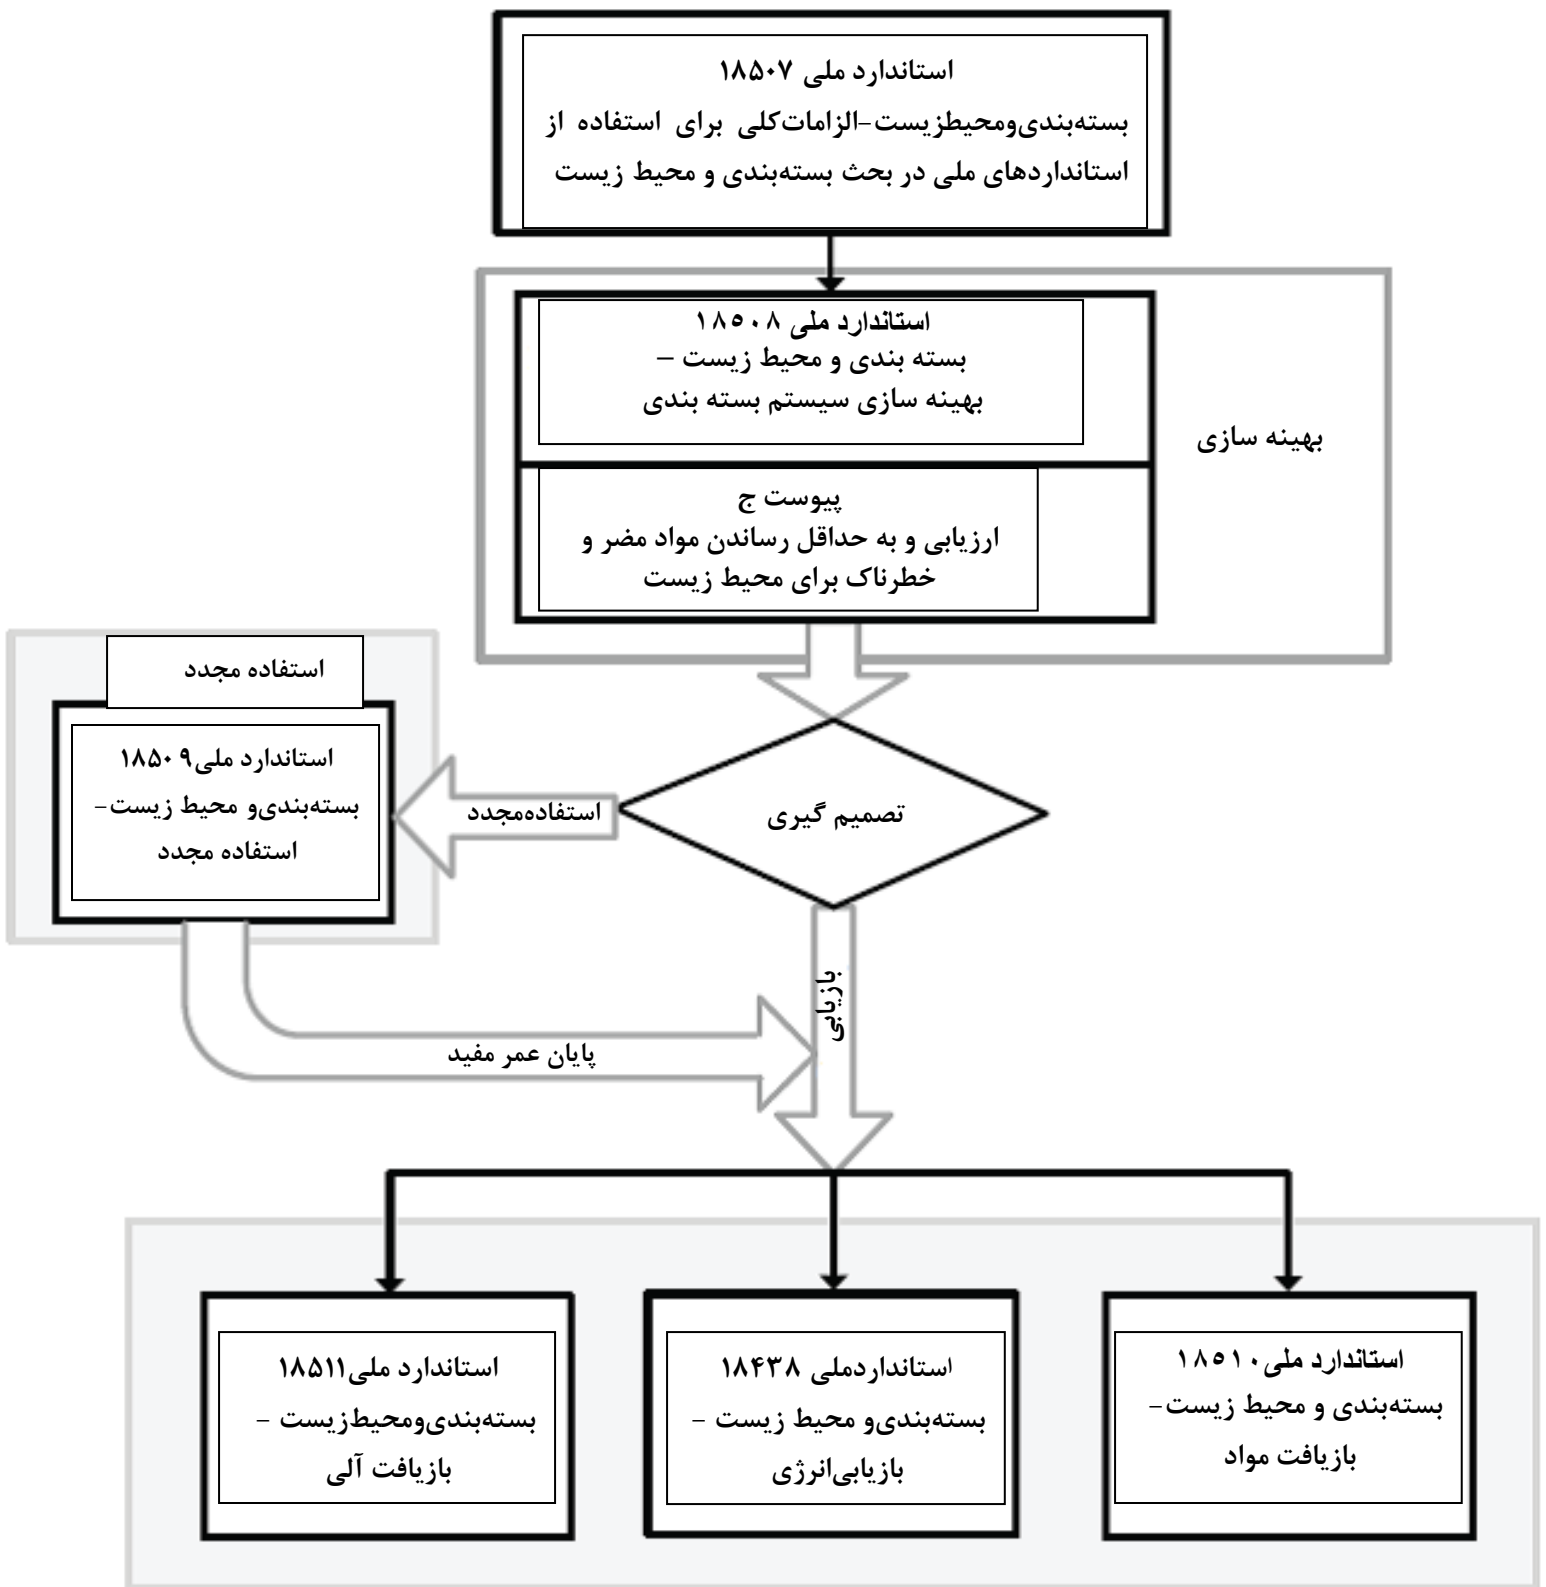 استاندارد ملی ۱۸۵۰۷
بسته‌بندی‌ومحیط‌زیست-الزامات‌کلی برای استفاده از
استانداردهای ملی در بحث بسته‌بندی و محیط زیست
استاندارد ملی ۱۸۵۰۸
بسته بندی و محیط زیست –
بهینه سازی سیستم بسته بندی
بهینه سازی
پیوست ج
ارزیابی و به حداقل رساندن مواد مضر و
خطرناک برای محیط زیست
استفاده مجدد
استاندارد ملی۱۸۵۰۹
بسته‌بندی‌و محیط زیست-
استفاده مجدد
استفاده‌مجدد
تصمیم گیری
بازیابی
پایان عمر مفید
استاندارد ملی۱۸۵۱۰
بسته‌بندی و محیط زیست-
بازیافت مواد
استانداردملی ۱۸۴۳۸
بسته‌بندی‌و محیط زیست -
بازیابی‌انرژی
استاندارد ملی۱۸۵۱۱
بسته‌بندی‌ومحیط‌زیست -
بازیافت آلی